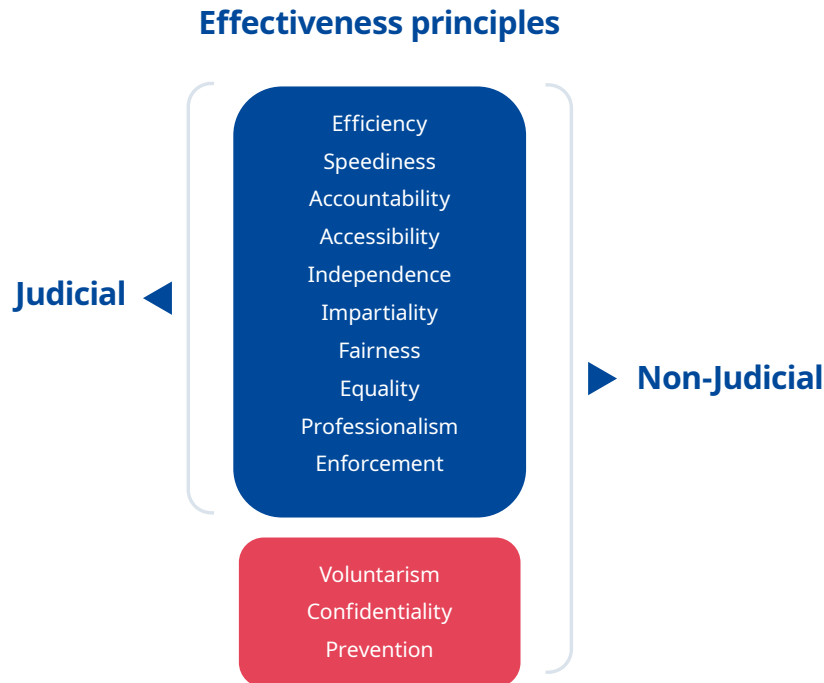 Effectiveness principles
Efficiency
Speediness
Accountability
Accessibility
Independence
Impartiality
Fairness
Equality
Professionalism
Enforcement
Judicial
Non-Judicial
Voluntarism
Confidentiality
Prevention